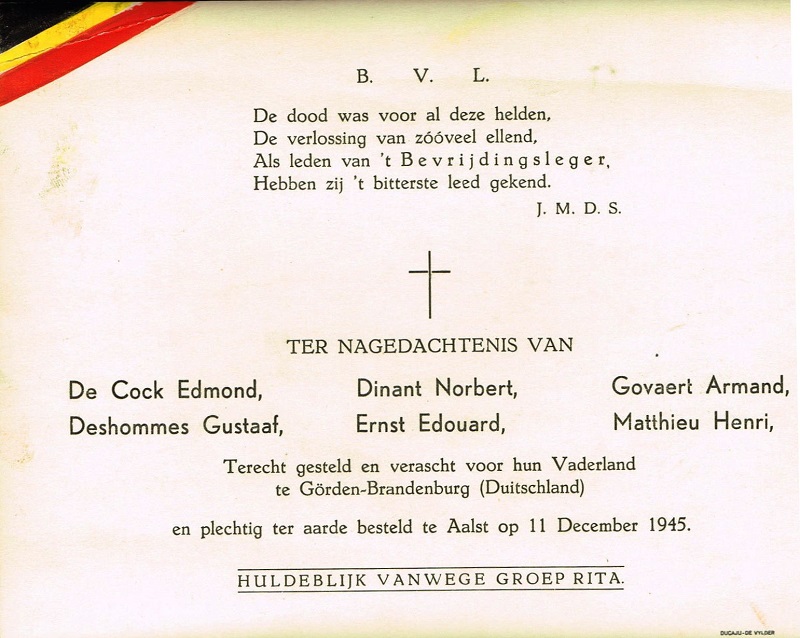 B. V. L.
De dood was voor al deze helden,
De verlossing van zóóveel ellend,
Als leden van 't Bevrijdingsleger,
Hebben zij 't bitterste leed gekend.
J. M. D. S.
TER NAGEDACHTENIS VAN
De Cock Edmond, Dinant Norbert, Govaert Armand,
Deshommes Gustaaf, Ernst Edouard, Matthieu Henri,
Terecht gesteld en verascht voor hun Vaderland
te Görden-Brandenburg (Duitschland)
en plechtig ter aarde besteld te Aalst op 11 December 1945.
HULDEBLIJK VANWEGE GROEP RITA.
DUCAJU-DE VYLDER